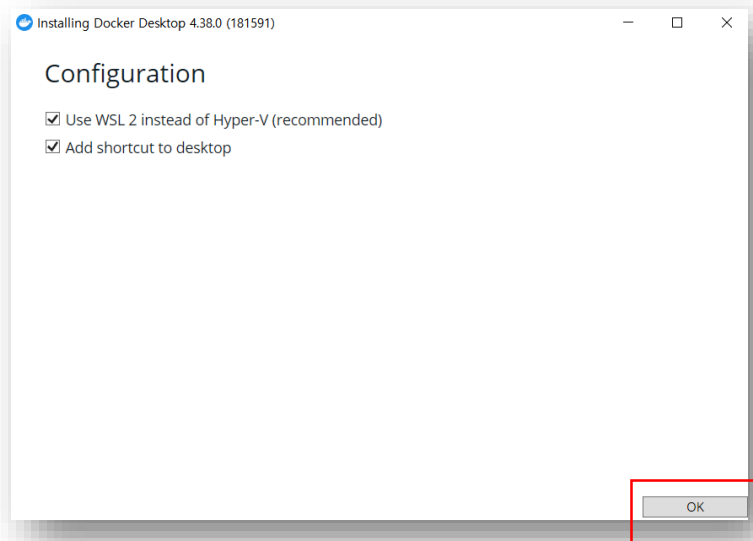 Installing Docker Desktop 4.38.0 (181591)
Configuration
Use WSL 2 instead of Hyper-V (recommended)
Add shortcut to desktop
OK